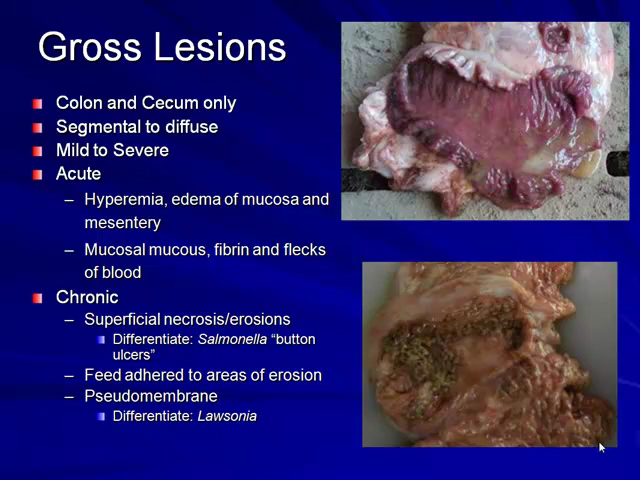 Gross Lesions
Colon and Cecum only
Segmental to diffuse
Mild to Severe
Acute
– Hyperemia, edema of mucosa and
mesentery
– Mucosal mucous, fibrin and flecks
of blood
Chronic
– Superficial necrosis/erosions
Differentiate: Salmonella “button
ulcers”
– Feed adhered to areas of erosion
– Pseudomembrane
Differentiate: Lawsonia